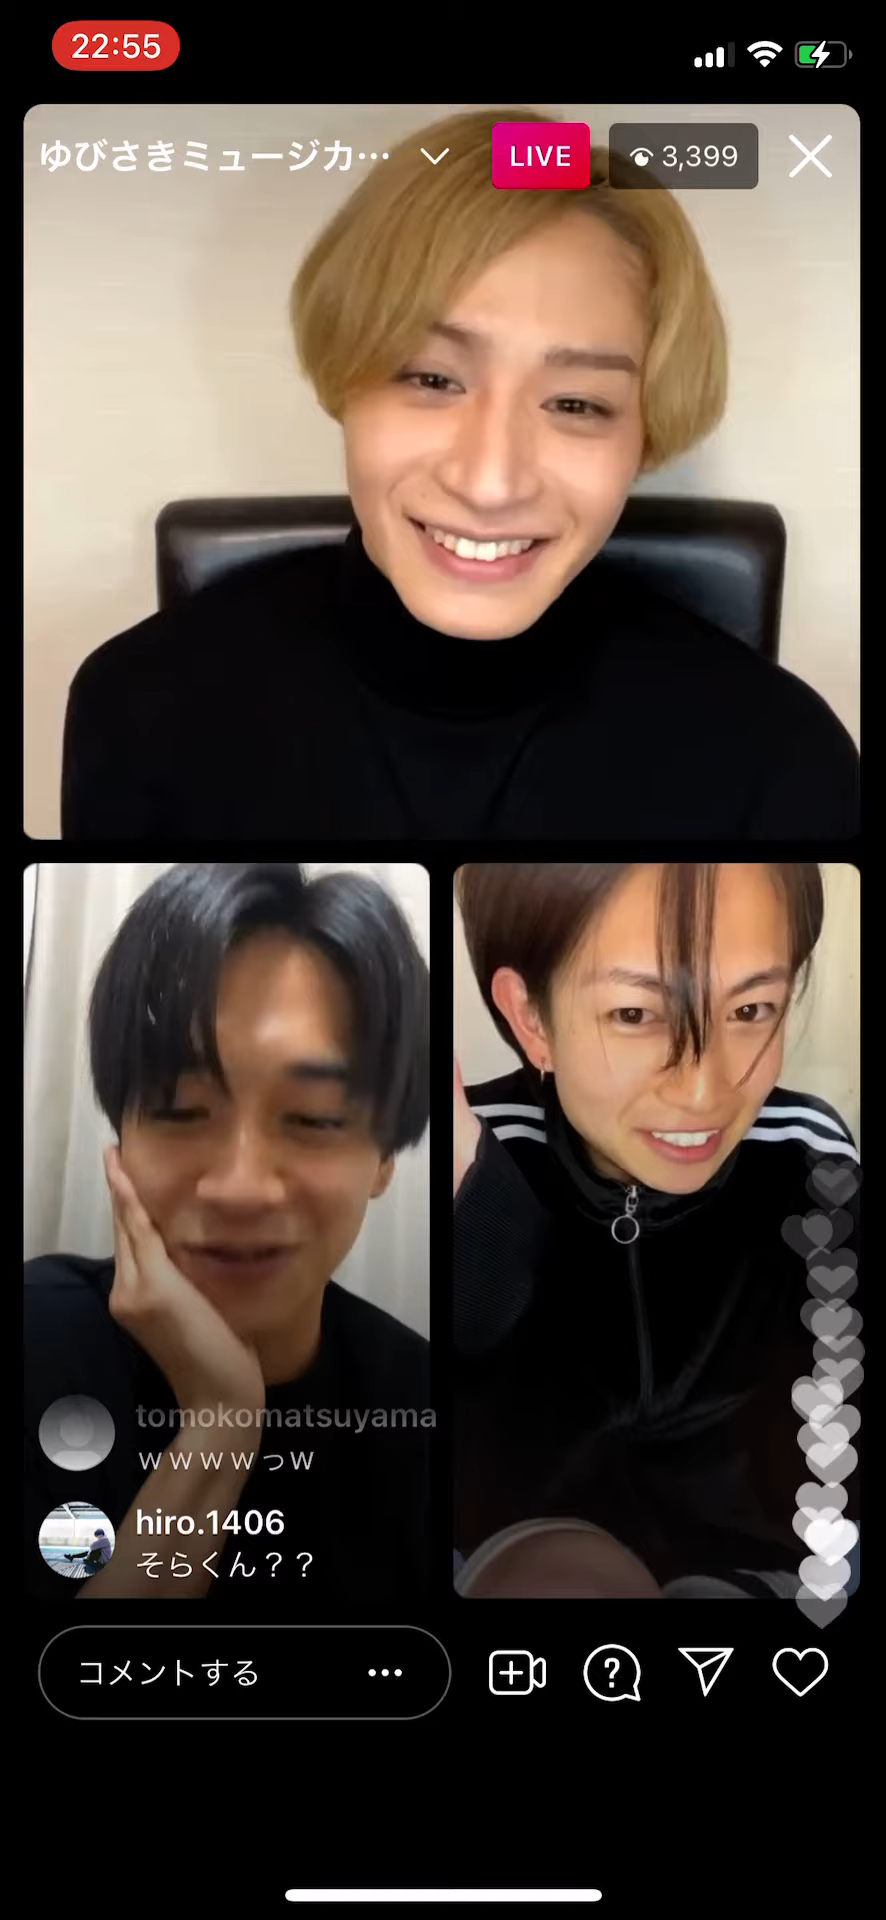 22:55
ゆびさきミュージカ…
LIVE
3,399
tomokomatsuyama
ｗｗｗｗっw
hiro.1406
そらくん？？
コメントする